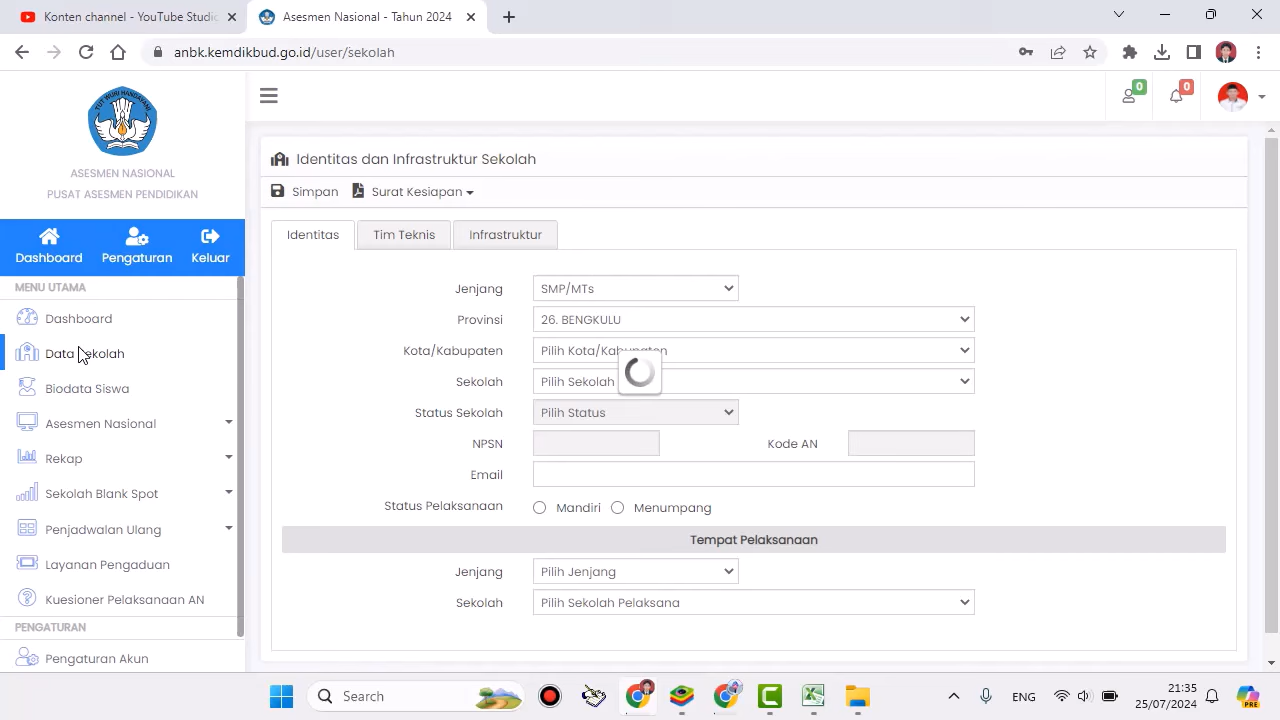 Konten channel - YouTube Studio
Asesmen Nasional - Tahun 2024
anbk.kemdikbud.go.id/user/sekolah
ASESMEN NASIONAL
PUSAT ASESMEN PENDIDIKAN
0
0
Dashboard
Pengaturan
Keluar
MENU UTAMA
Dashboard
Data Sekolah
Biodata Siswa
Asesmen Nasional
Rekap
Sekolah Blank Spot
Penjadwalan Ulang
Layanan Pengaduan
Kuesioner Pelaksanaan AN
PENGATURAN
Pengaturan Akun
Identitas dan Infrastruktur Sekolah
Simpan
Surat Kesiapan
Identitas
Tim Teknis
Infrastruktur
Jenjang SMP/MTs
Provinsi 26. BENGKULU
Kota/Kabupaten Pilih Kota/Kabupaten
Sekolah Pilih Sekolah
Status Sekolah Pilih Status
NPSN Kode AN
Email
Status Pelaksanaan Mandiri Menumpang
Tempat Pelaksanaan
Jenjang Pilih Jenjang
Sekolah Pilih Sekolah Pelaksana
Search
ENG
21:35
25/07/2024
PRE